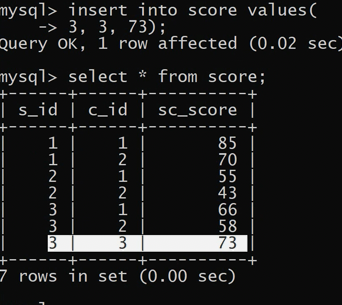 mysql> insert into score values(
    -> 3, 3, 73);
Query OK, 1 row affected (0.02 sec)
mysql> select * from score;
+------+------+----------+
| s_id | c_id | sc_score |
+------+------+----------+
|    1 |    1 |       85 |
|    1 |    2 |       70 |
|    2 |    1 |       55 |
|    2 |    2 |       43 |
|    3 |    1 |       66 |
|    3 |    2 |       58 |
|    3 |    3 |       73 |
+------+------+----------+
7 rows in set (0.00 sec)